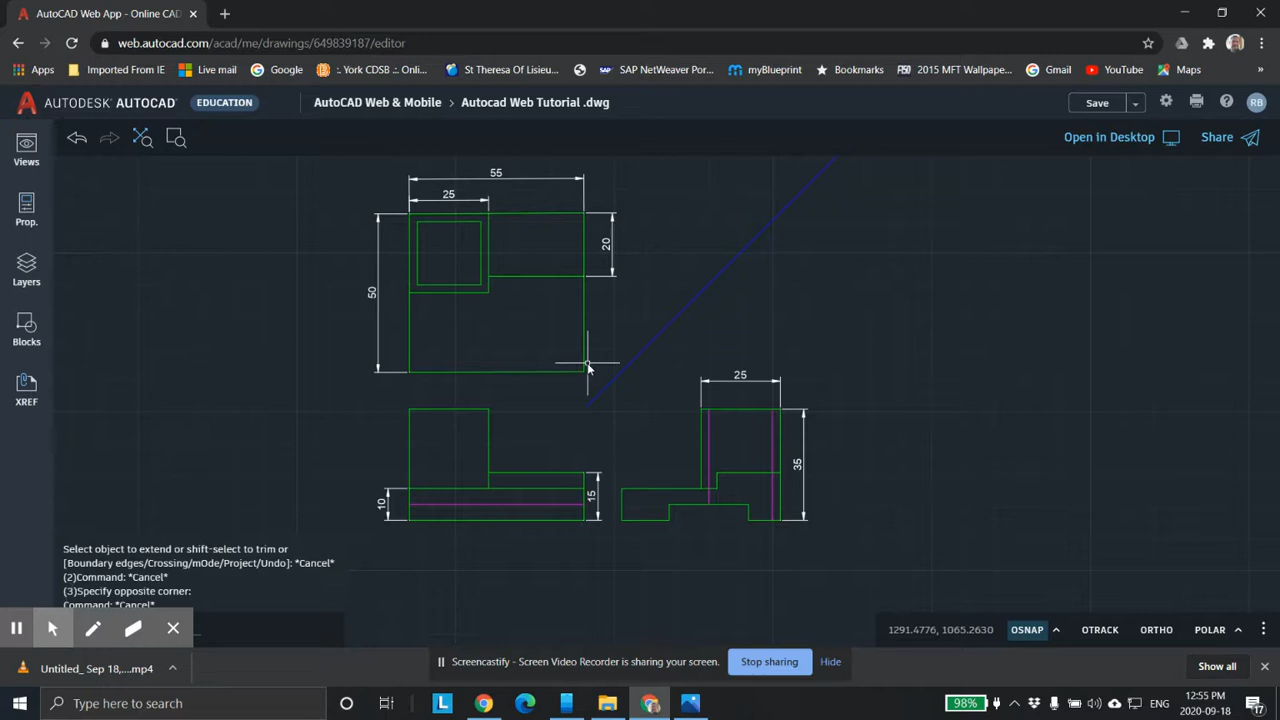 AutoCAD Web App - Online CAD
web.autocad.com/acad/me/drawings/649839187/editor
Apps
Imported From IE
Live mail
Google
: York CDSB :. Onli...
St Theresa Of Lisieu...
SAP NetWeaver Por...
myBlueprint
Bookmarks
2015 MFT Wallpape...
Gmail
YouTube
Maps
»
AUTODESK® AUTOCAD®
EDUCATION
AutoCAD Web & Mobile > Autocad Web Tutorial .dwg
Save
RB
Open in Desktop
Share
Views
Prop.
Layers
Blocks
XREF
55
25
20
50
25
35
10
15
Select object to extend or shift-select to trim or
[Boundary edges/Crossing/mOde/Project/Undo]: *Cancel*
(2)Command: *Cancel*
(3)Specify opposite corner:
Command: *Cancel*
1291.4776, 1065.2630
OSNAP
OTRACK
ORTHO
POLAR
Untitled_ Sep 18,....mp4
Screencastify - Screen Video Recorder is sharing your screen.
Stop sharing
Hide
Show all
Type here to search
L
98%
ENG
12:55 PM
2020-09-18
17